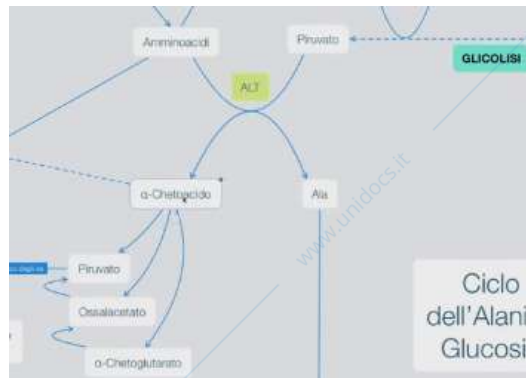 Amminoacidi
Piruvato
GLICOLISI
ALT
α-Chetoacido
Ala
Piruvato
Ossalacetato
α-Chetoglutarato
Ciclo
dell'Alani
Glucosi
www.unidocs.it